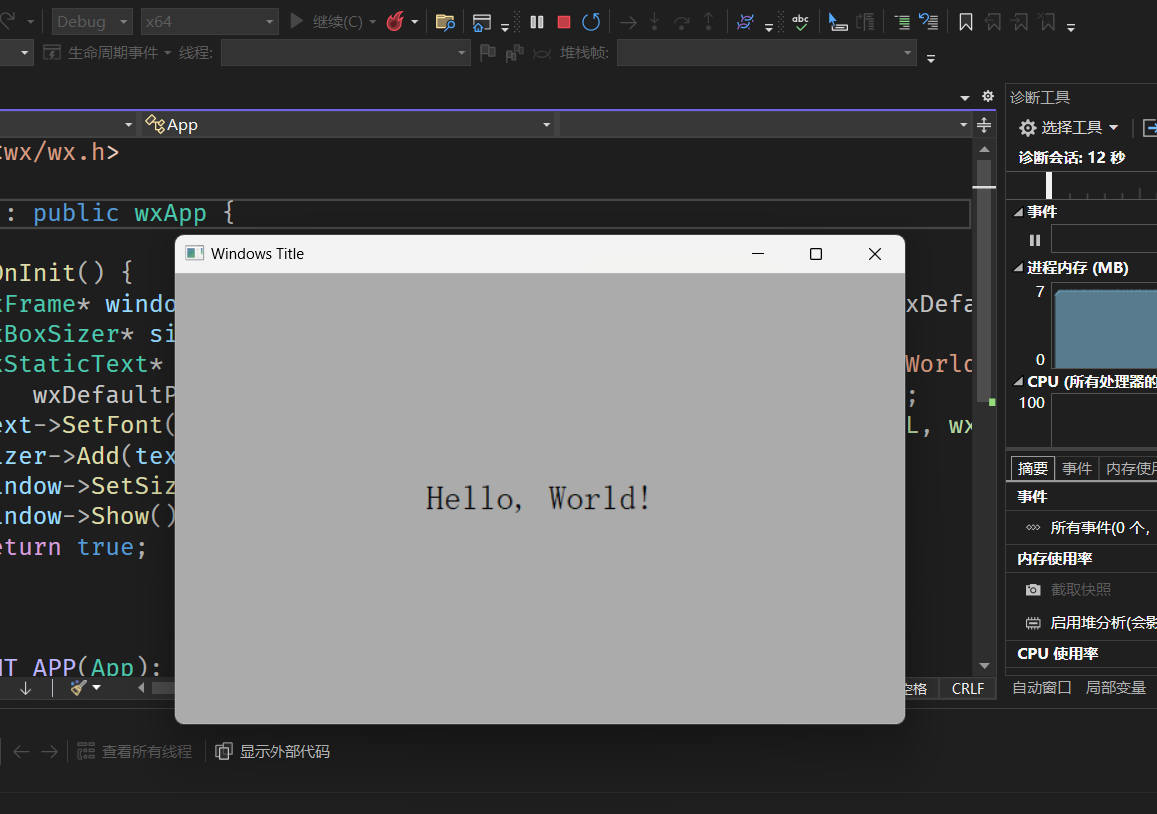 Debug x64 继续(C)
生命周期事件 线程: 堆栈帧:
App
<wx/wx.h>
: public wxApp {
OnInit() {
xFrame* windo
xDefa
xBoxSizer* si
xStaticText*
World
wxDefaultP
;
ext->SetFont(
L, wx
izer->Add(tex
indow->SetSiz
indow->Show()
eturn true;
NT_APP(App);
Windows Title
Hello, World!
空格 CRLF
查看所有线程 显示外部代码
诊断工具
选择工具
诊断会话: 12 秒
事件
进程内存 (MB)
7
0
CPU (所有处理器的
100
摘要 事件 内存使用
事件
所有事件(0 个,
内存使用率
截取快照
启用堆分析(会影
CPU 使用率
自动窗口 局部变量